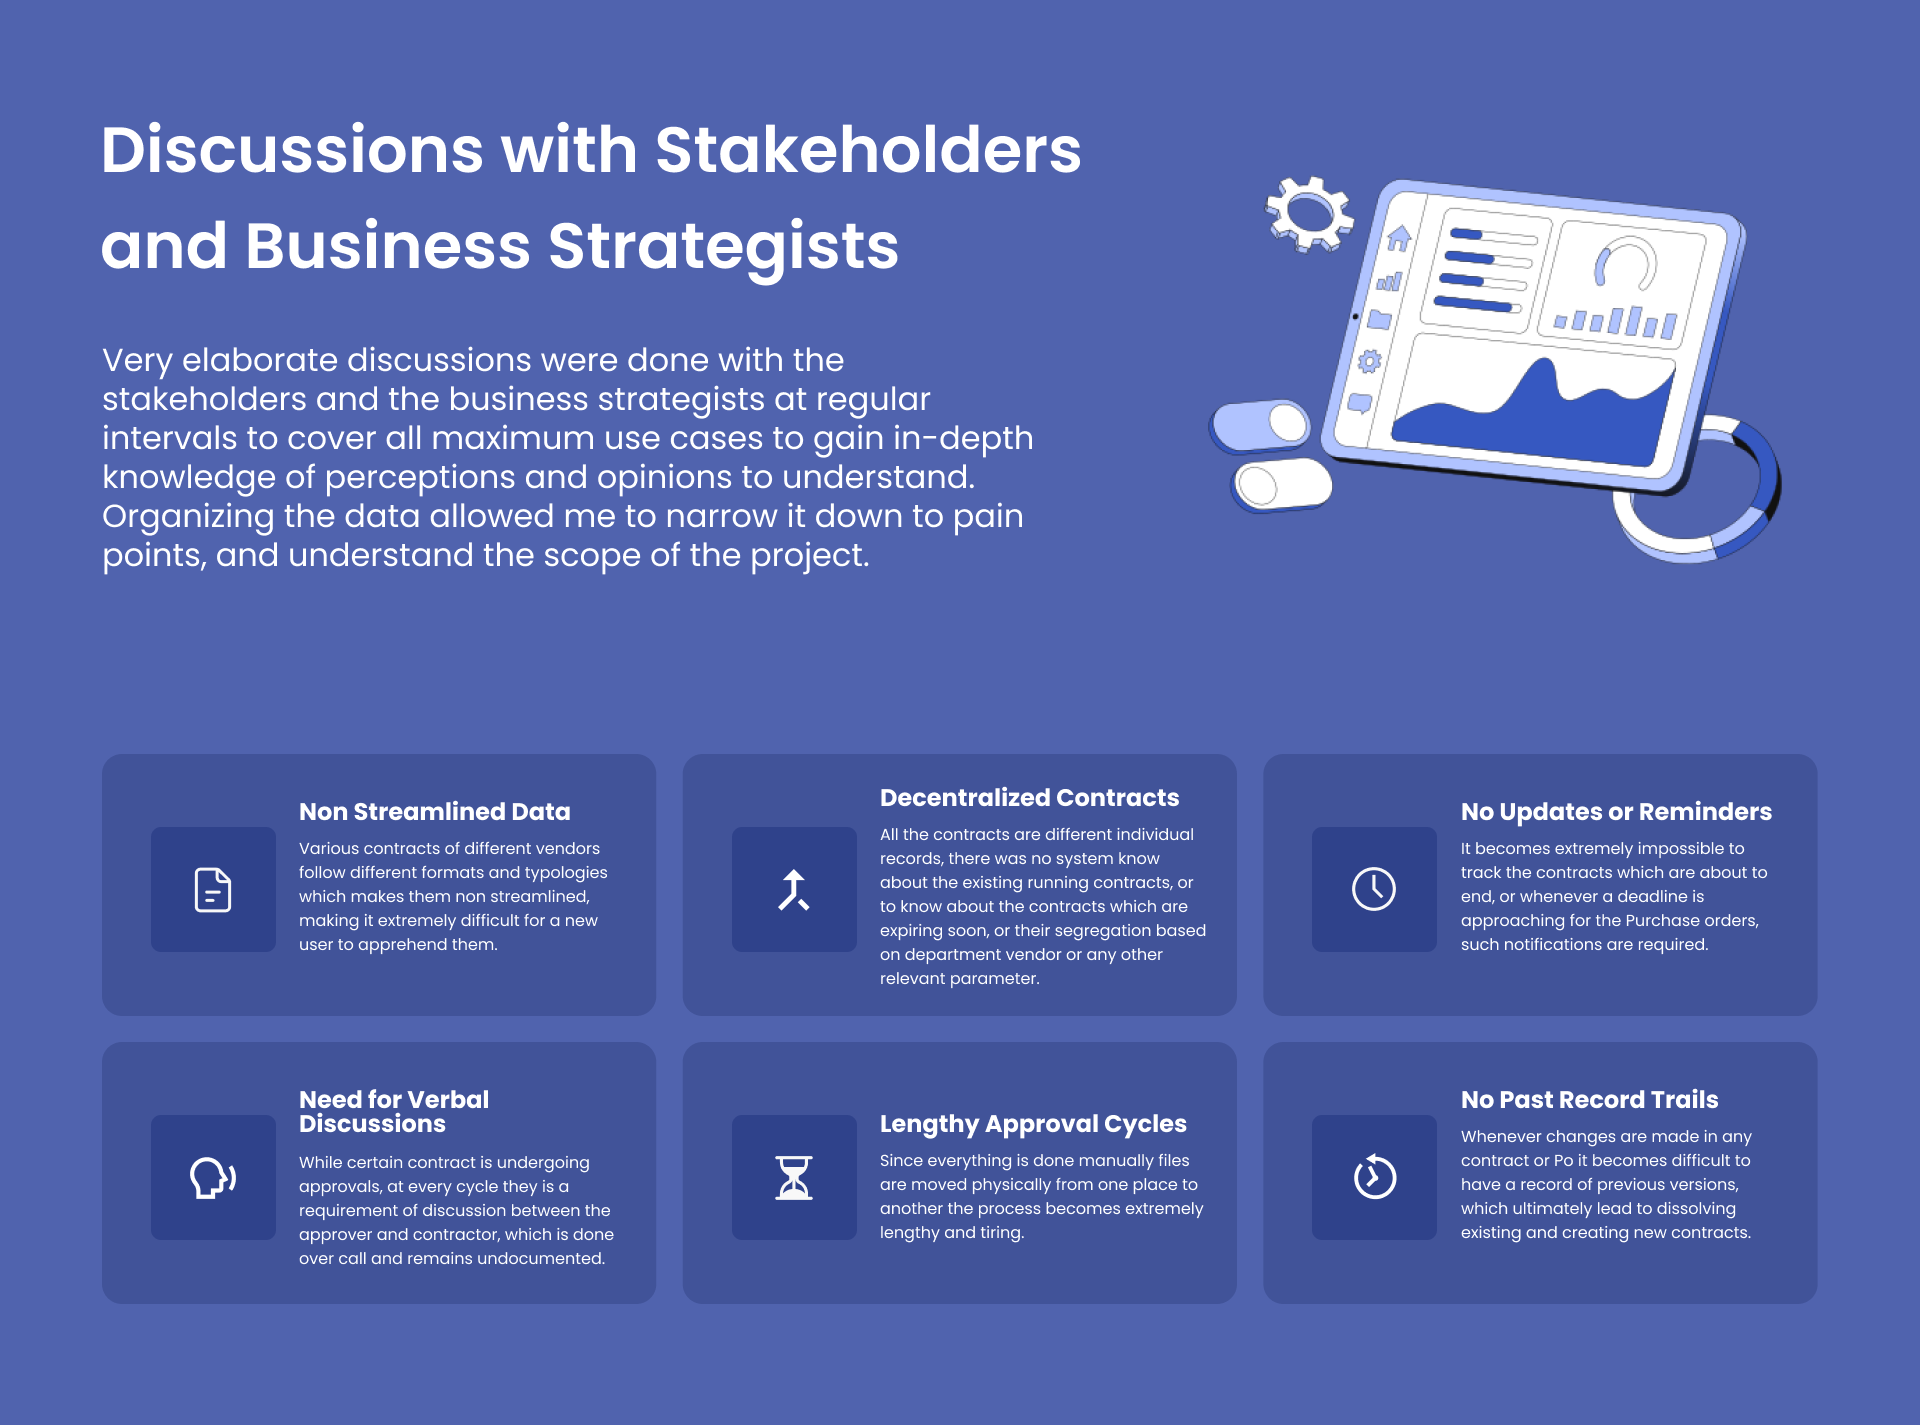 Discussions with Stakeholders
and Business Strategists
Very elaborate discussions were done with the
stakeholders and the business strategists at regular
intervals to cover all maximum use cases to gain in-depth
knowledge of perceptions and opinions to understand.
Organizing the data allowed me to narrow it down to pain
points, and understand the scope of the project.
Non Streamlined Data
Various contracts of different vendors
follow different formats and typologies
which makes them non streamlined,
making it extremely difficult for a new
user to apprehend them.
Decentralized Contracts
All the contracts are different individual
records, there was no system know
about the existing running contracts, or
to know about the contracts which are
expiring soon, or their segregation based
on department vendor or any other
relevant parameter.
No Updates or Reminders
It becomes extremely impossible to
track the contracts which are about to
end, or whenever a deadline is
approaching for the Purchase orders,
such notifications are required.
Need for Verbal
Discussions
While certain contract is undergoing
approvals, at every cycle they is a
requirement of discussion between the
approver and contractor, which is done
over call and remains undocumented.
Lengthy Approval Cycles
Since everything is done manually files
are moved physically from one place to
another the process becomes extremely
lengthy and tiring.
No Past Record Trails
Whenever changes are made in any
contract or Po it becomes difficult to
have a record of previous versions,
which ultimately lead to dissolving
existing and creating new contracts.